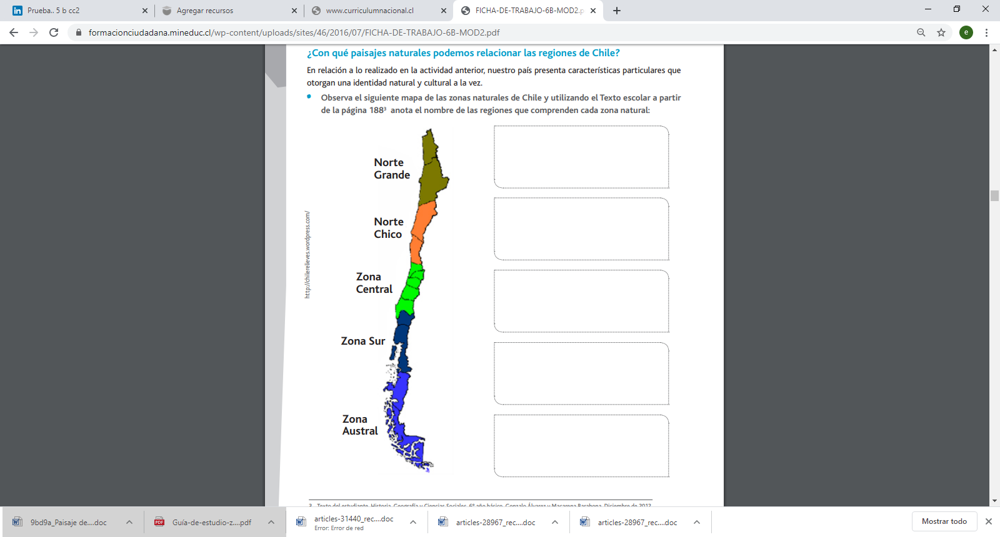 Prueba.. 5 b cc2
Agregar recursos
www.curriculumnacional.cl
FICHA-DE-TRABAJO-6B-MOD2.p
formacionciudadana.mineduc.cl/wp-content/uploads/sites/46/2016/07/FICHA-DE-TRABAJO-6B-MOD2.pdf
e
¿Con qué paisajes naturales podemos relacionar las regiones de Chile?
En relación a lo realizado en la actividad anterior, nuestro país presenta características particulares que
otorgan una identidad natural y cultural a la vez.
• Observa el siguiente mapa de las zonas naturales de Chile y utilizando el Texto escolar a partir
de la página 188³ anota el nombre de las regiones que comprenden cada zona natural:
Norte
Grande
Norte
Chico
http://chilerelieves.wordpress.com/
Zona
Central
Zona Sur
Zona
Austral
3 Texto del estudiante, Historia, Geografía y Ciencias Sociales, 6° año básico, Gonzalo Álvarez y Macarena Barahona, Diciembre de 2012
9bd9a_Paisaje de....doc
Guía-de-estudio-z....pdf
articles-31440_rec....doc
Error: Error de red
articles-28967_rec....doc
articles-28967_rec....doc
Mostrar todo